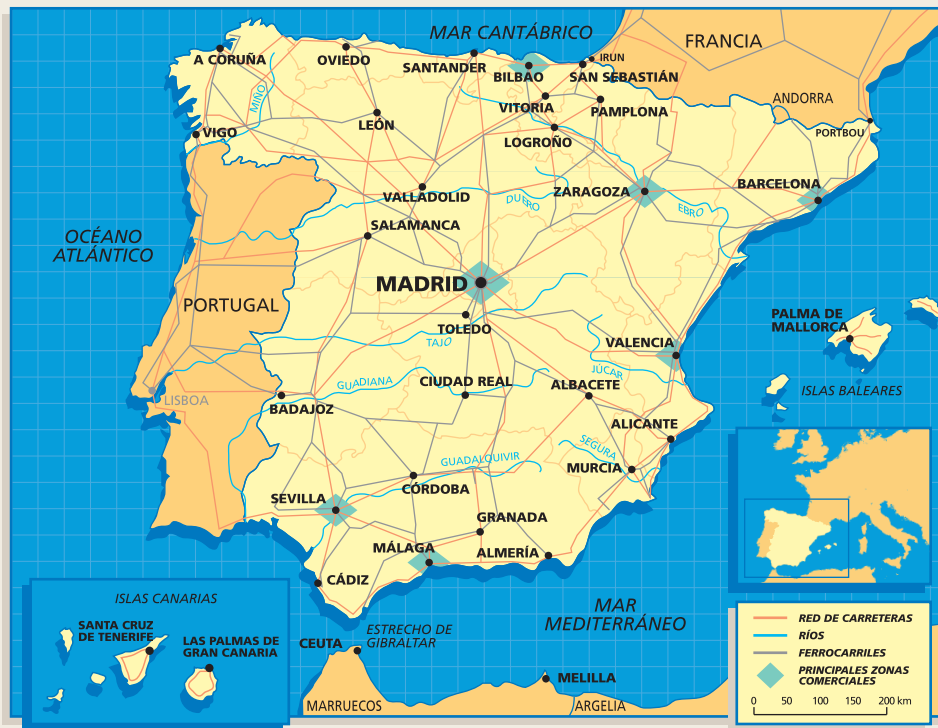 MAR CANTÁBRICO
FRANCIA
A CORUÑA
OVIEDO
SANTANDER
BILBAO
IRUN
SAN SEBASTIÁN
MIÑO
VITORIA
PAMPLONA
ANDORRA
LEÓN
LOGROÑO
PORTBOU
VIGO
VALLADOLID
DUERO
ZARAGOZA
EBRO
BARCELONA
SALAMANCA
OCÉANO
ATLÁNTICO
MADRID
PORTUGAL
TOLEDO
TAJO
VALENCIA
PALMA DE
MALLORCA
JÚCAR
ISLAS BALEARES
GUADIANA
CIUDAD REAL
ALBACETE
LISBOA
BADAJOZ
ALICANTE
SEGURA
GUADALQUIVIR
MURCIA
CÓRDOBA
SEVILLA
GRANADA
MÁLAGA
ALMERÍA
CÁDIZ
ISLAS CANARIAS
SANTA CRUZ
DE TENERIFE
LAS PALMAS DE
GRAN CANARIA
CEUTA
ESTRECHO DE
GIBRALTAR
MAR
MEDITERRÁNEO
MELILLA
MARRUECOS
ARGELIA
RED DE CARRETERAS
RÍOS
FERROCARRILES
PRINCIPALES ZONAS
COMERCIALES
0 50 100 150 200 km